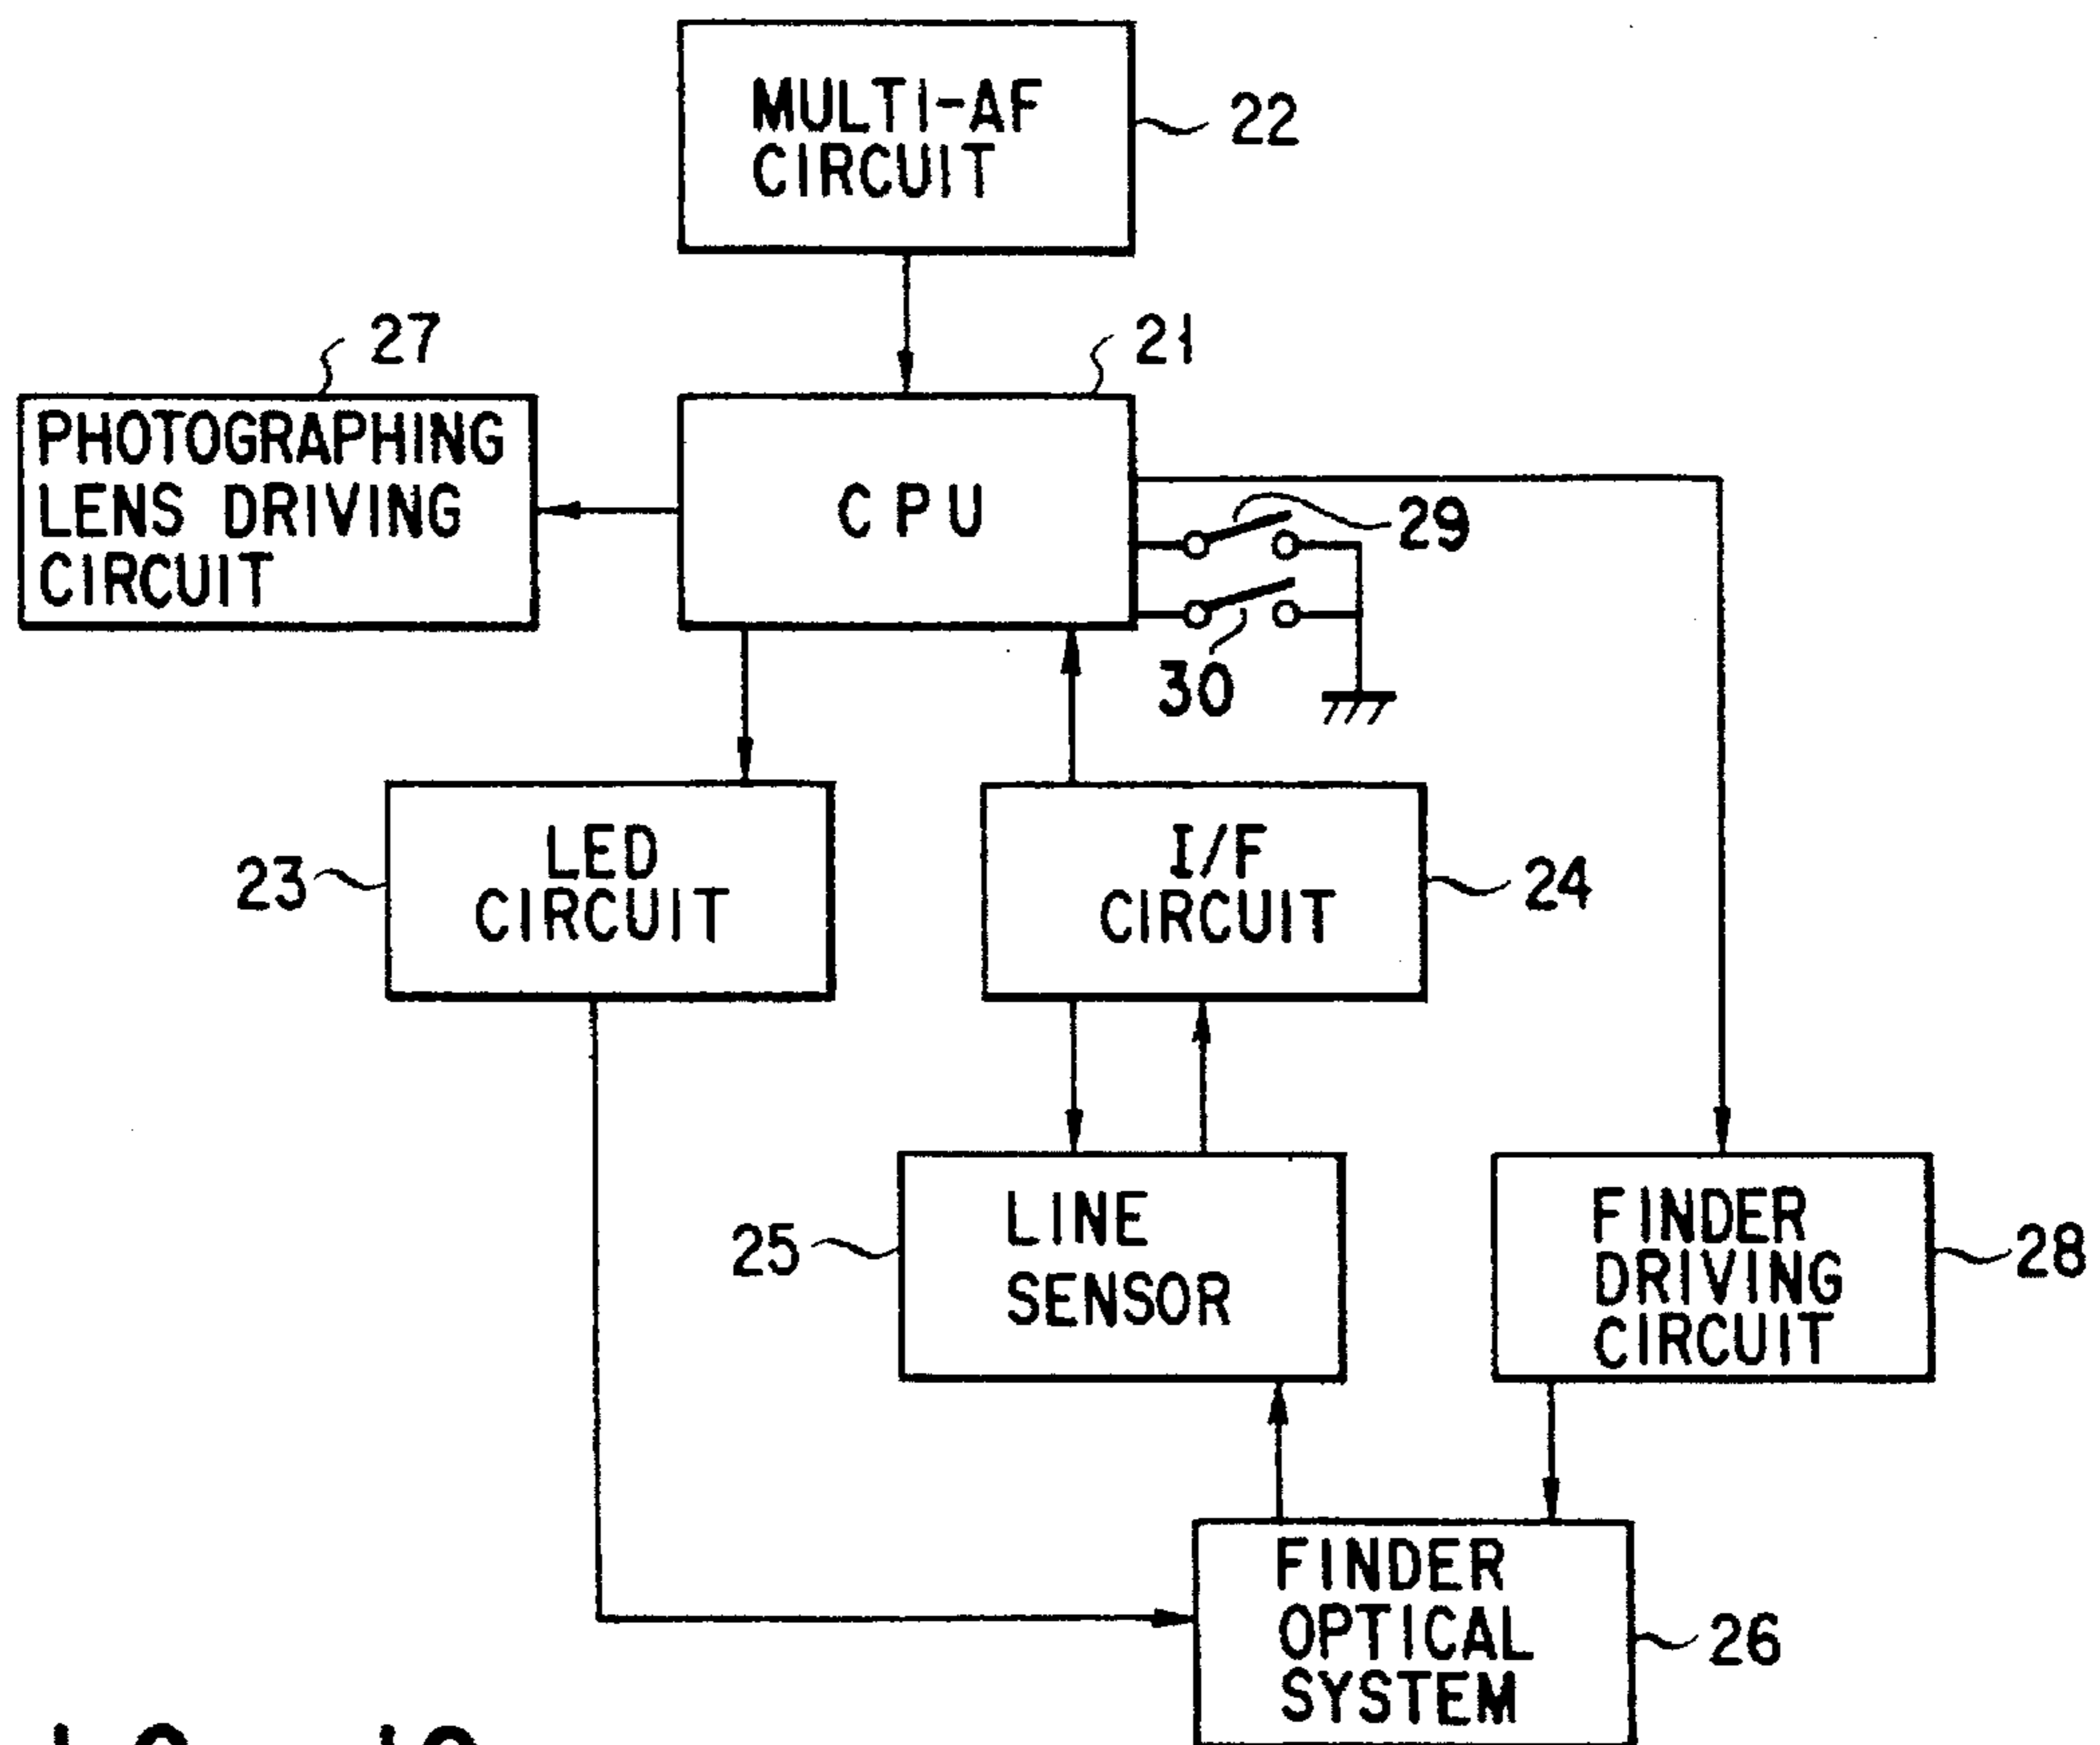 MULTI-AF
CIRCUIT
22
27
21
PHOTOGRAPHING
LENS DRIVING
CIRCUIT
CPU
29
30
LED
CIRCUIT
23
I/F
CIRCUIT
24
LINE
SENSOR
25
FINDER
DRIVING
CIRCUIT
28
FINDER
OPTICAL
SYSTEM
26